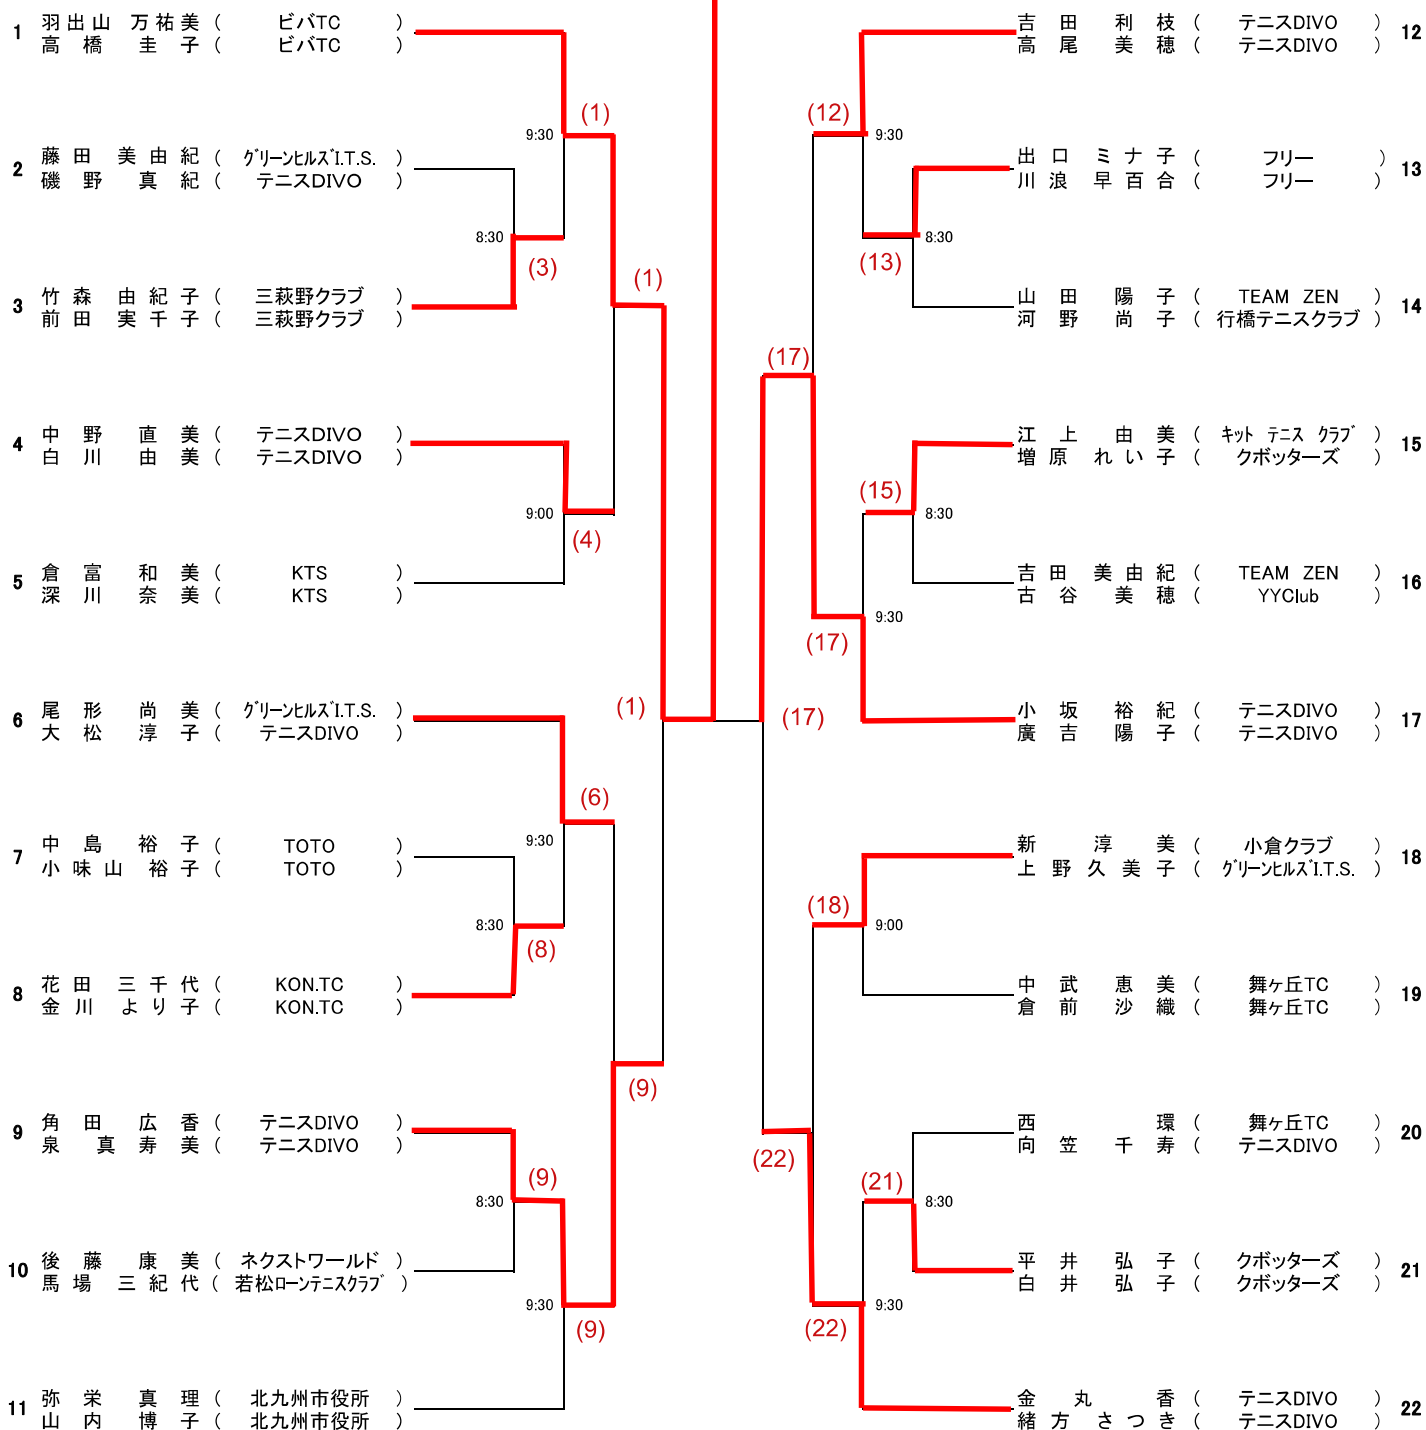 1 羽出山 万祐美 ( ビバTC )
高橋 圭子 ( ビバTC )
(1)
9:30
2 藤田 美由紀 ( グリーンヒルズI.T.S. )
磯野 真紀 ( テニスDIVO )
8:30
(3)
(1)
3 竹森 由紀子 ( 三萩野クラブ )
前田 実千子 ( 三萩野クラブ )
4 中野 直美 ( テニスDIVO )
白川 由美 ( テニスDIVO )
9:00
(4)
5 倉富 和美 ( KTS )
深川 奈美 ( KTS )
(1)
6 尾形 尚美 ( グリーンヒルズI.T.S. )
大松 淳子 ( テニスDIVO )
(6)
9:30
7 中島 裕子 ( TOTO )
小味山 裕子 ( TOTO )
8:30
(8)
8 花田 三千代 ( KON.TC )
金川 より子 ( KON.TC )
(9)
9 角田 広香 ( テニスDIVO )
泉 真寿美 ( テニスDIVO )
(9)
8:30
10 後藤 康美 ( ネクストワールド )
馬場 三紀代 ( 若松ローンテニスクラブ )
9:30
(9)
11 弥栄 真理 ( 北九州市役所 )
山内 博子 ( 北九州市役所 )
吉田 利枝 ( テニスDIVO ) 12
高尾 美穂 ( テニスDIVO )
(12)
9:30
出口 ミナ子 ( フリー ) 13
川浪 早百合 ( フリー )
8:30
(13)
山田 陽子 ( TEAM ZEN ) 14
河野 尚子 ( 行橋テニスクラブ )
(17)
江上 由美 ( キット テニス クラブ ) 15
増原 れい子 ( クボッターズ )
(15)
8:30
吉田 美由紀 ( TEAM ZEN ) 16
古谷 美穂 ( YYClub )
9:30
(17)
(17)
小坂 裕紀 ( テニスDIVO ) 17
廣吉 陽子 ( テニスDIVO )
新 淳美 ( 小倉クラブ ) 18
上野 久美子 ( グリーンヒルズI.T.S. )
(18)
9:00
中武 恵美 ( 舞ヶ丘TC ) 19
倉前 沙織 ( 舞ヶ丘TC )
(22)
西 環 ( 舞ヶ丘TC ) 20
向笠 千寿 ( テニスDIVO )
(21)
8:30
平井 弘子 ( クボッターズ ) 21
白井 弘子 ( クボッターズ )
9:30
(22)
金丸 香 ( テニスDIVO ) 22
緒方 さつき ( テニスDIVO )